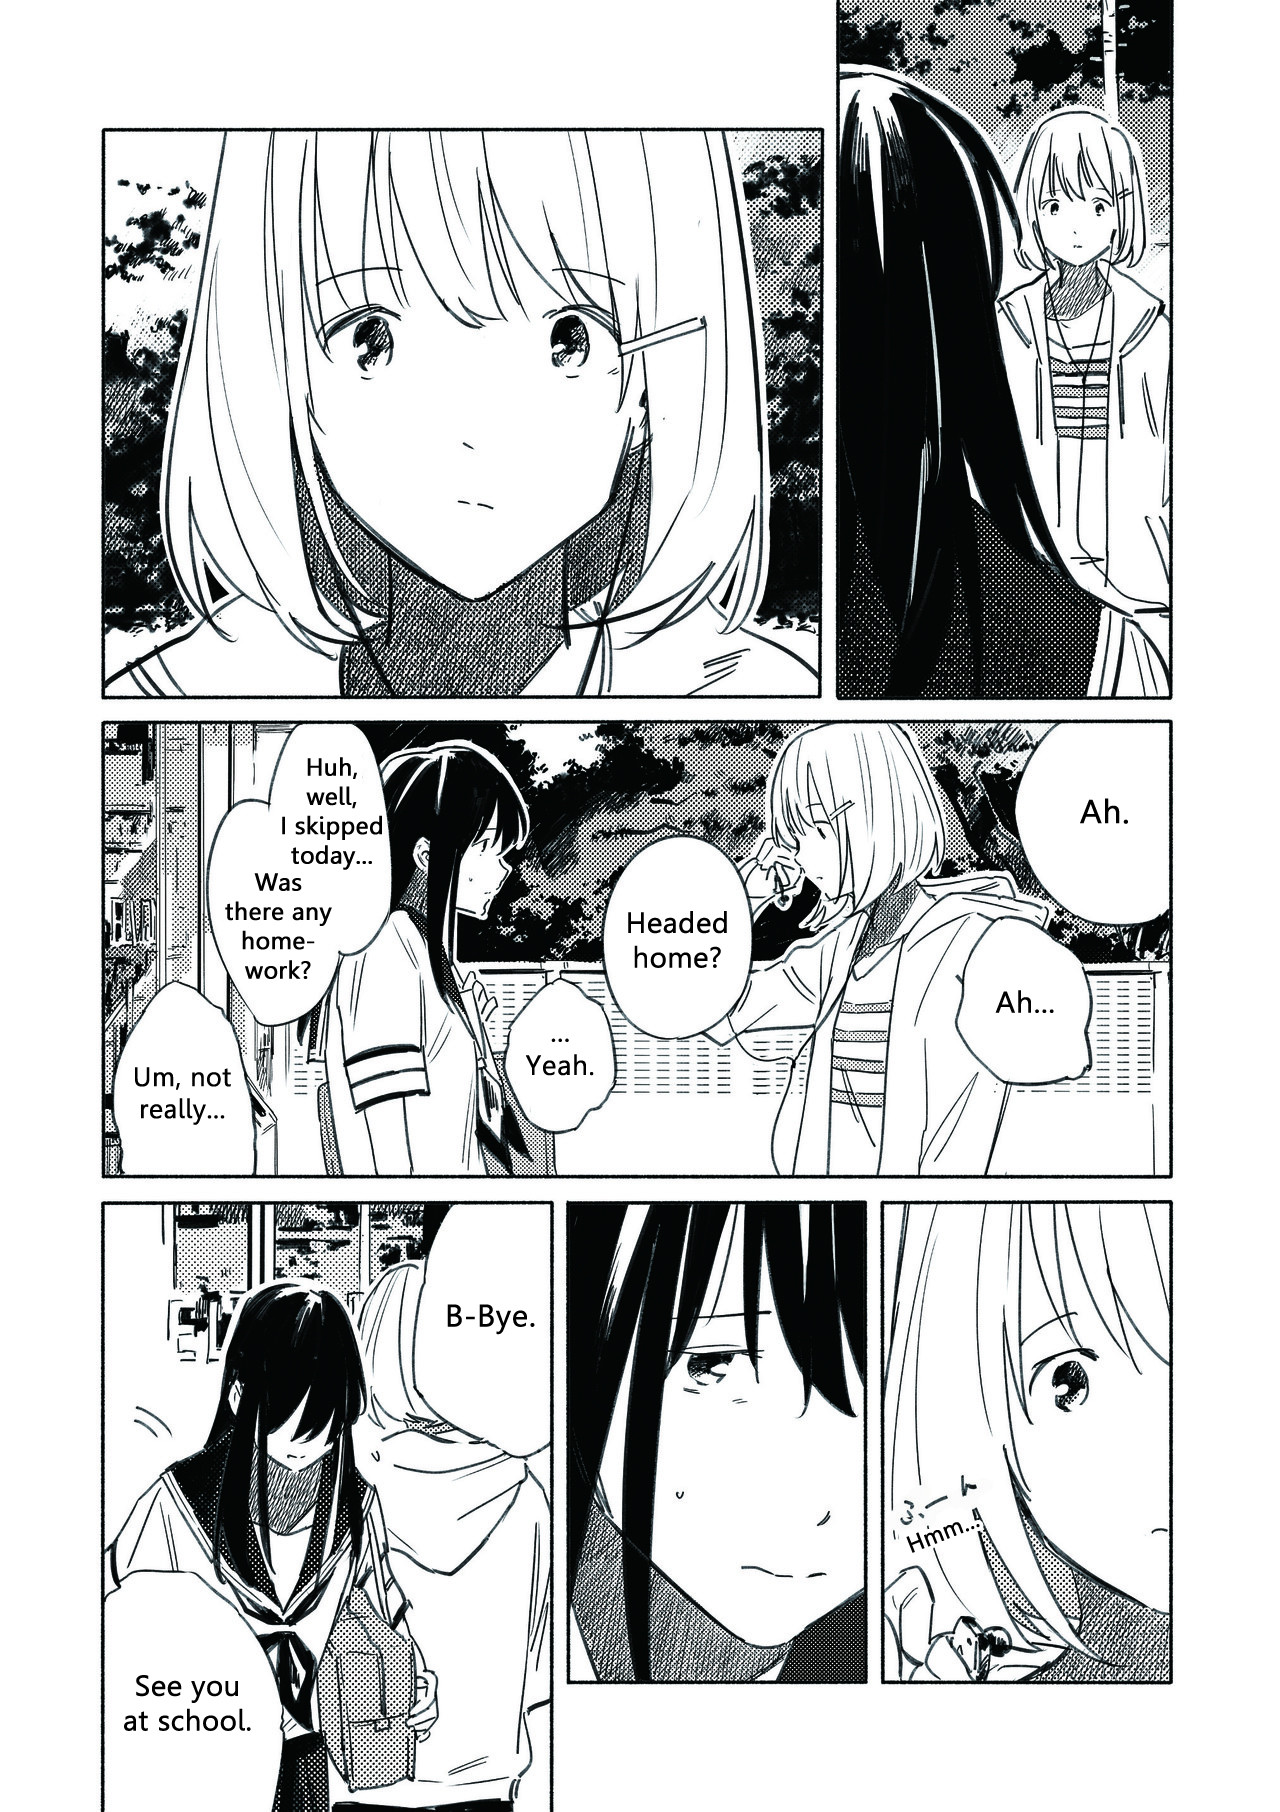 Ah.
Ah...
Headed
home?
...
Yeah.
Huh,
well,
I skipped
today...
Was
there any
home-
work?
Um, not
really...
ふーん
Hmm...
B-Bye.
See you
at school.